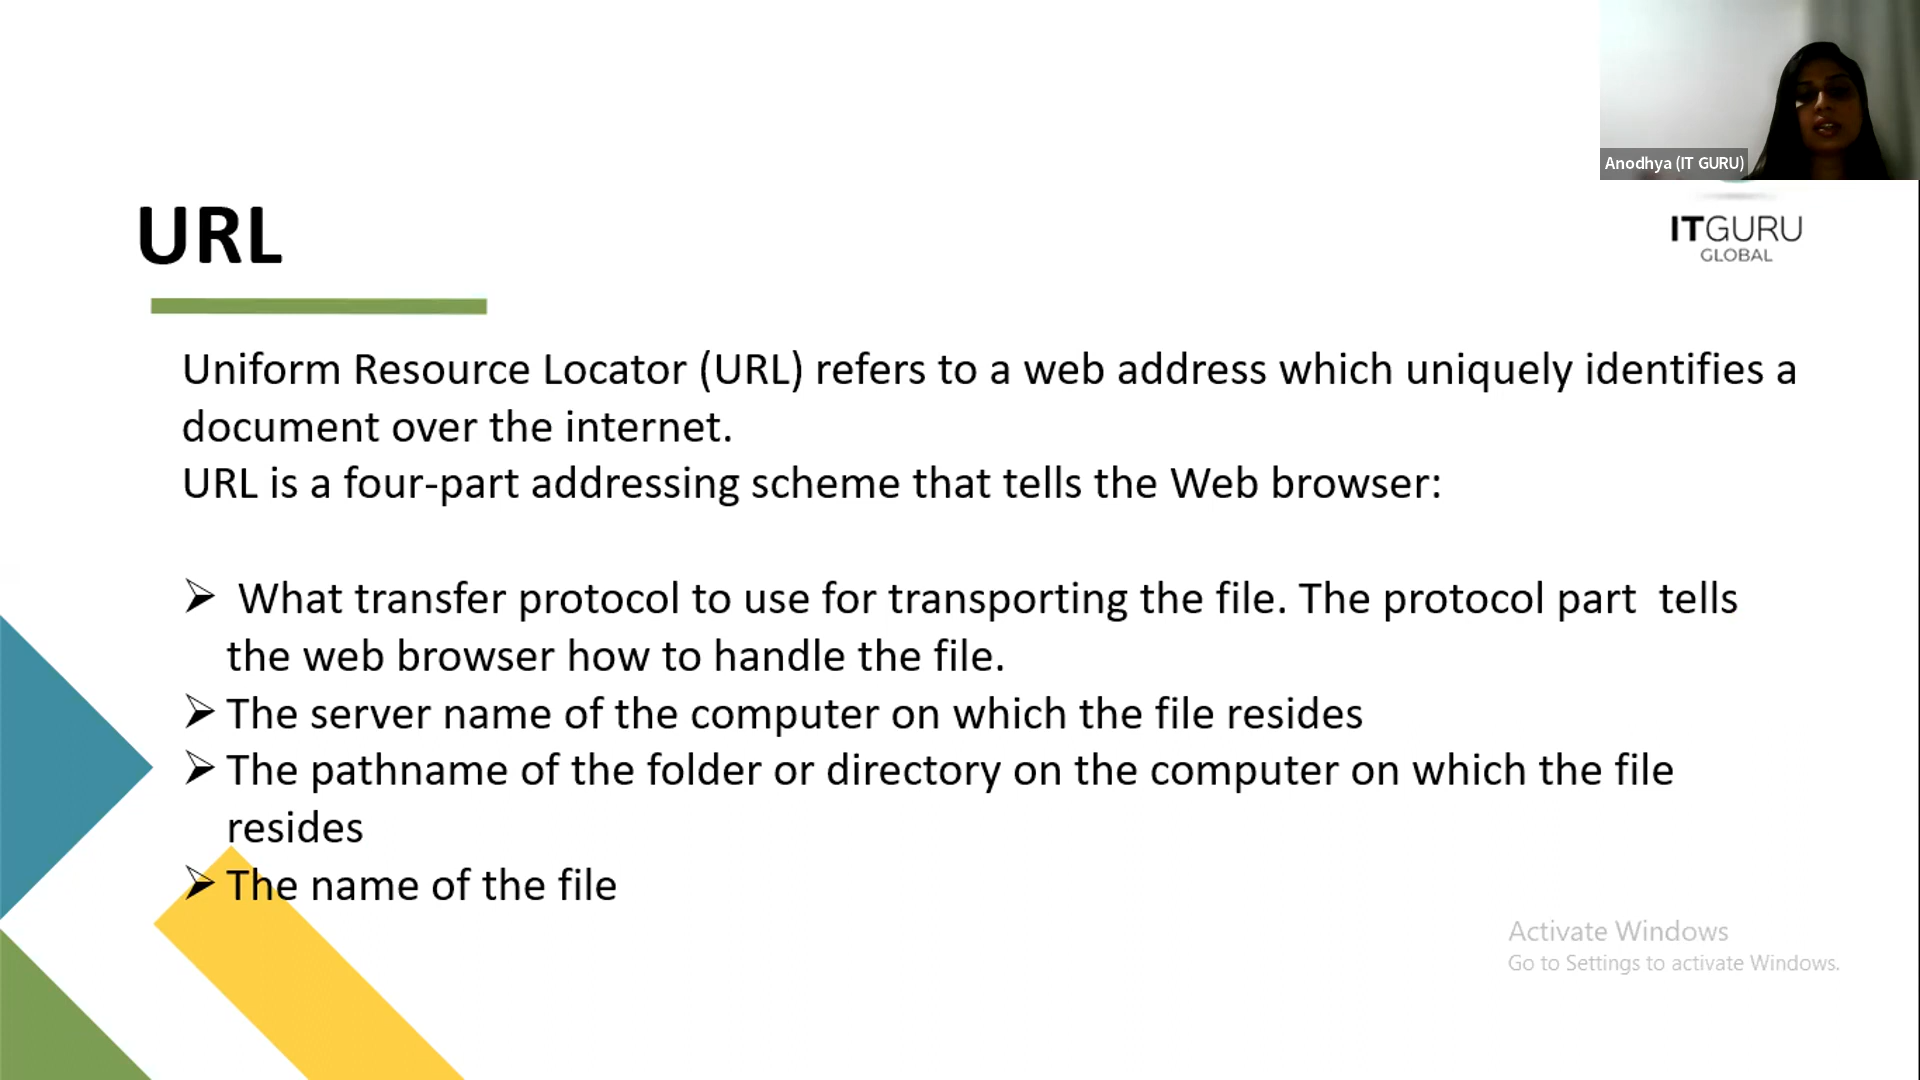 Anodhya (IT GURU)
ITGURU
GLOBAL
URL
Uniform Resource Locator (URL) refers to a web address which uniquely identifies a
document over the internet.
URL is a four-part addressing scheme that tells the Web browser:
➢ What transfer protocol to use for transporting the file. The protocol part tells
the web browser how to handle the file.
➢ The server name of the computer on which the file resides
➢ The pathname of the folder or directory on the computer on which the file
resides
➢ The name of the file
Activate Windows
Go to Settings to activate Windows.